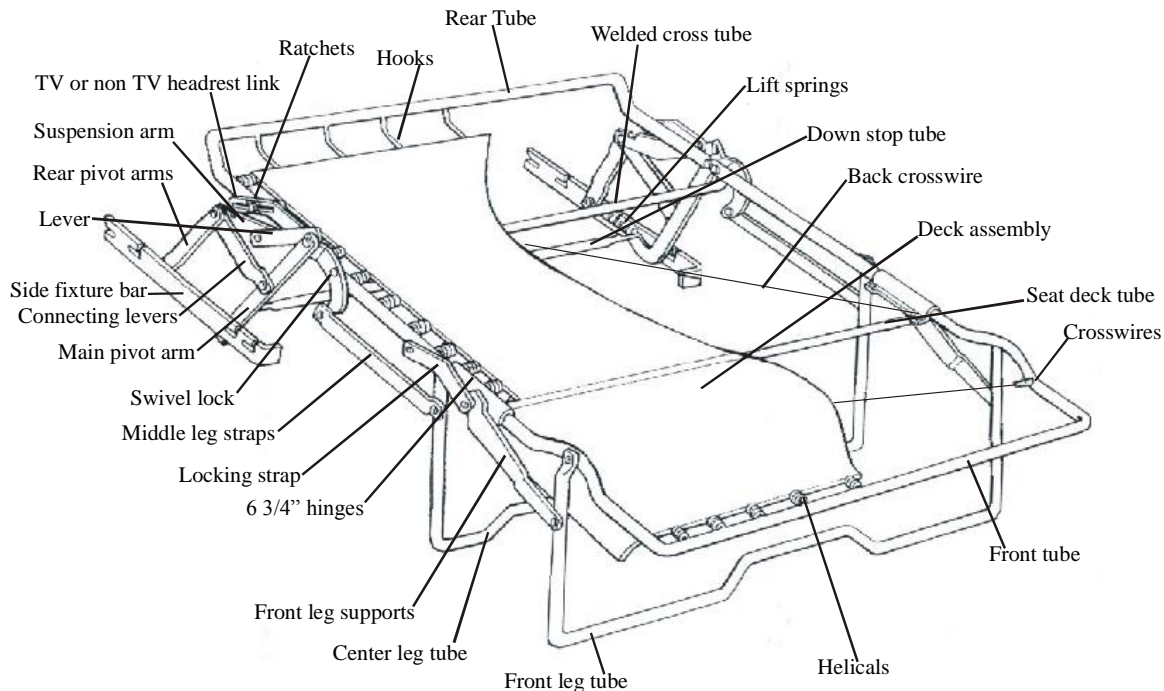 Rear Tube
Welded cross tube
Ratchets
Hooks
TV or non TV headrest link
Lift springs
Suspension arm
Down stop tube
Rear pivot arms
Back crosswire
Lever
Deck assembly
Side fixture bar
Seat deck tube
Connecting levers
Crosswires
Main pivot arm
Swivel lock
Middle leg straps
Locking strap
6 3/4” hinges
Front tube
Front leg supports
Center leg tube
Helicals
Front leg tube